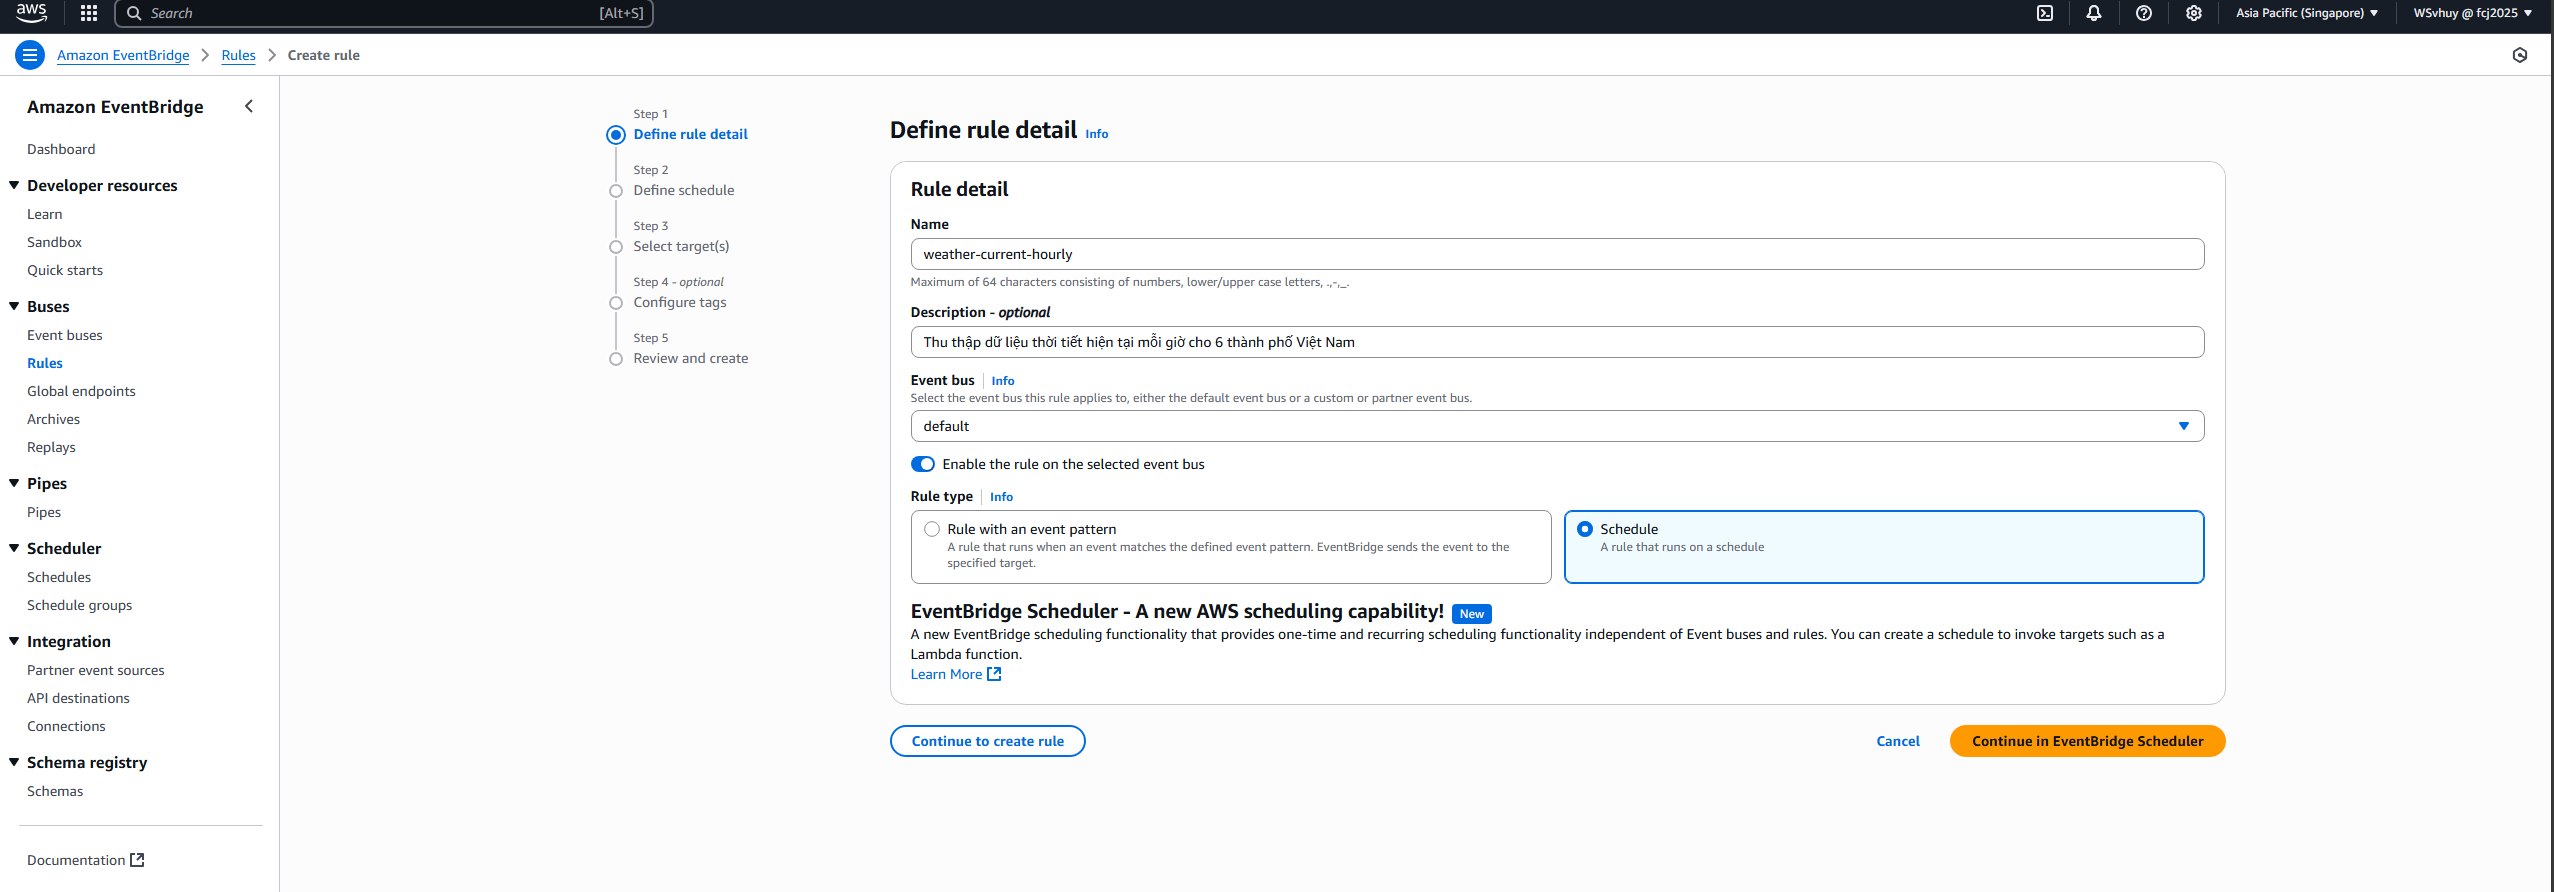 aws
Search
[Alt+S]
Asia Pacific (Singapore)
WSvhuy @ fcj2025
Amazon EventBridge
Rules
Create rule
Amazon EventBridge
Dashboard
Developer resources
Learn
Sandbox
Quick starts
Buses
Event buses
Rules
Global endpoints
Archives
Replays
Pipes
Pipes
Scheduler
Schedules
Schedule groups
Integration
Partner event sources
API destinations
Connections
Schema registry
Schemas
Documentation
Step 1
Define rule detail
Step 2
Define schedule
Step 3
Select target(s)
Step 4 - optional
Configure tags
Step 5
Review and create
Define rule detail Info
Rule detail
Name
weather-current-hourly
Maximum of 64 characters consisting of numbers, lower/upper case letters, .,-,_.
Description - optional
Thu thập dữ liệu thời tiết hiện tại mỗi giờ cho 6 thành phố Việt Nam
Event bus Info
Select the event bus this rule applies to, either the default event bus or a custom or partner event bus.
default
Enable the rule on the selected event bus
Rule type Info
Rule with an event pattern
A rule that runs when an event matches the defined event pattern. EventBridge sends the event to the
specified target.
Schedule
A rule that runs on a schedule
EventBridge Scheduler - A new AWS scheduling capability! New
A new EventBridge scheduling functionality that provides one-time and recurring scheduling functionality independent of Event buses and rules. You can create a schedule to invoke targets such as a
Lambda function.
Learn More
Continue to create rule
Cancel
Continue in EventBridge Scheduler